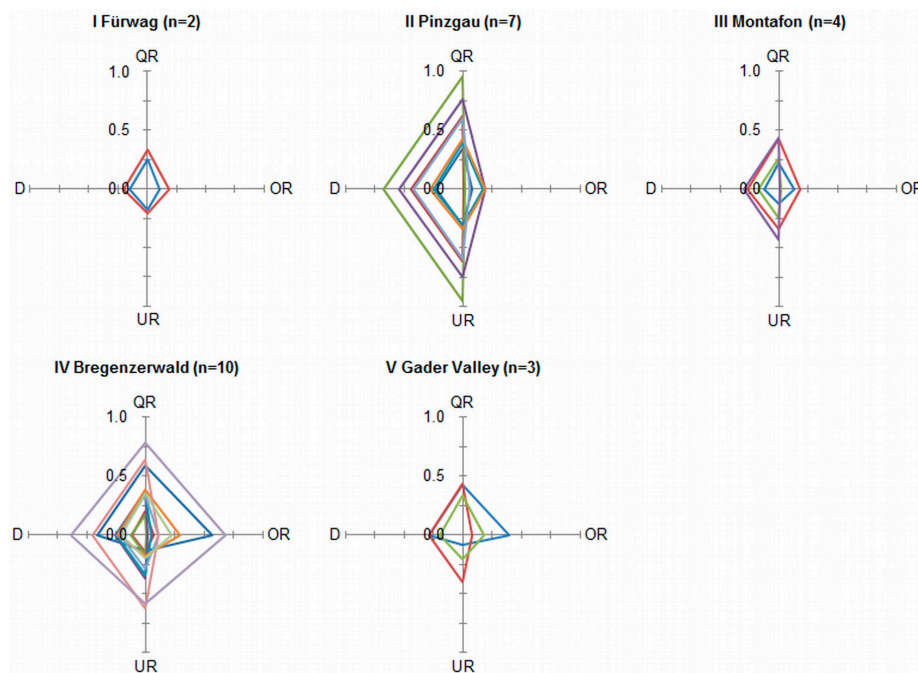 I Fürwag (n=2)
II Pinzgau (n=7)
III Montafon (n=4)
QR
1.0
0.5
D
0.0
OR
UR
QR
1.0
0.5
D
0.0
OR
UR
QR
1.0
0.5
D
0.0
OR
UR
IV Bregenzerwald (n=10)
V Gader Valley (n=3)
QR
1.0
0.5
D
0.0
OR
UR
QR
1.0
0.5
D
0.0
OR
UR